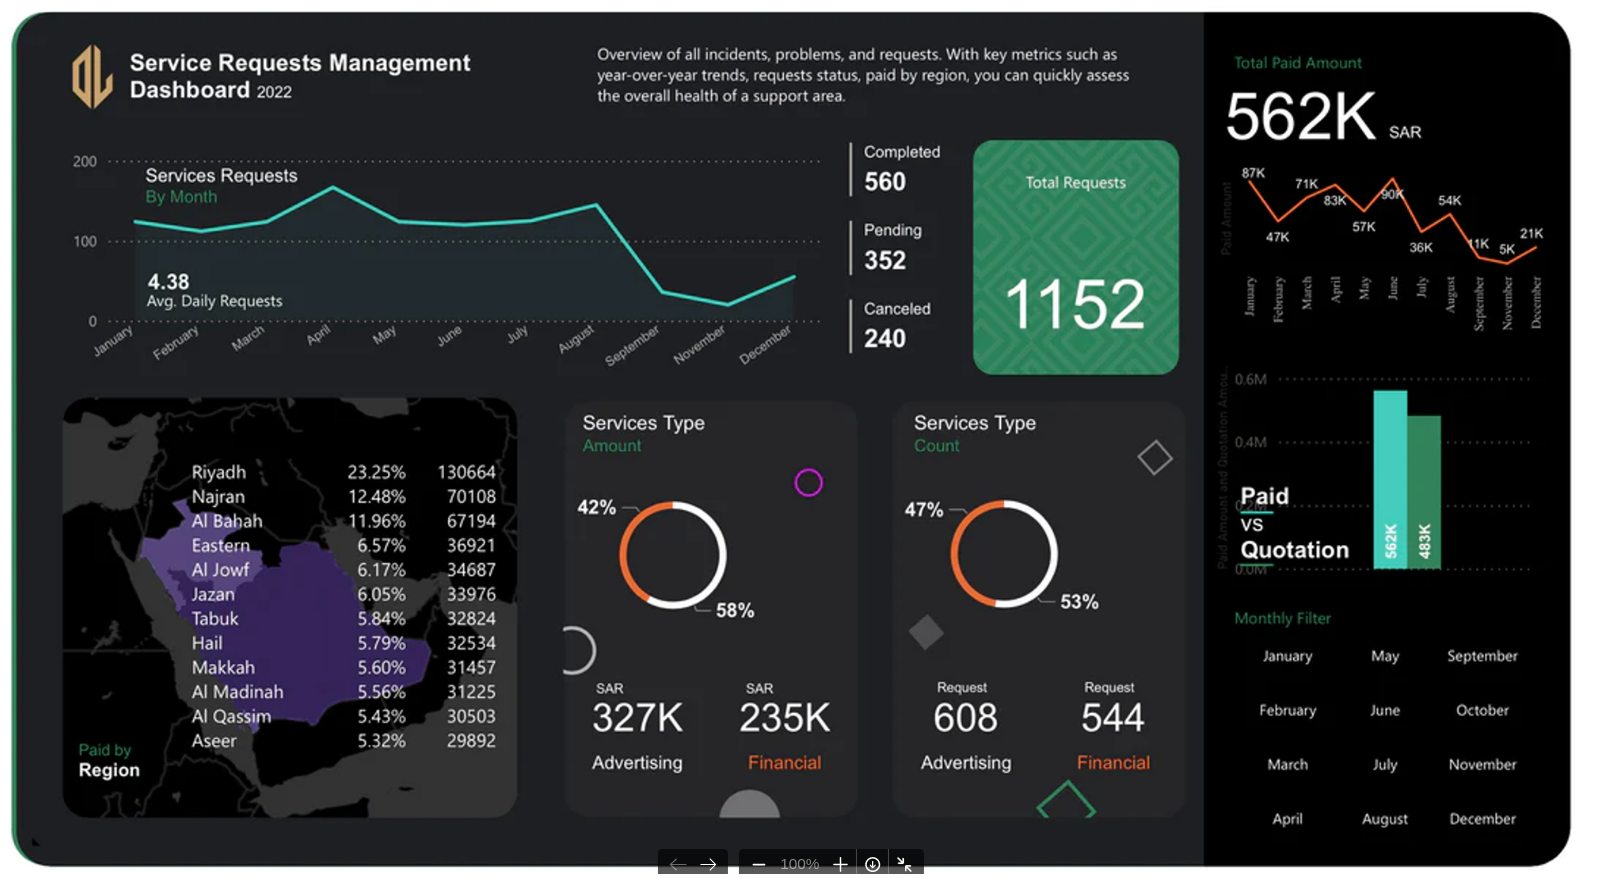 Service Requests Management
Dashboard 2022
Overview of all incidents, problems, and requests. With key metrics such as
year-over-year trends, requests status, paid by region, you can quickly assess
the overall health of a support area.
200
100
0
Services Requests
By Month
4.38
Avg. Daily Requests
January
February
March
April
May
June
July
August
September
November
December
Completed
560
Pending
352
Canceled
240
Total Requests
1152
Riyadh 23.25% 130664
Najran 12.48% 70108
Al Bahah 11.96% 67194
Eastern 6.57% 36921
Al Jowf 6.17% 34687
Jazan 6.05% 33976
Tabuk 5.84% 32824
Hail 5.79% 32534
Makkah 5.60% 31457
Al Madinah 5.56% 31225
Al Qassim 5.43% 30503
Aseer 5.32% 29892
Paid by
Region
Services Type
Amount
42%
58%
SAR SAR
327K 235K
Advertising Financial
Services Type
Count
47%
53%
Request Request
608 544
Advertising Financial
Total Paid Amount
562K SAR
Paid Amount
87K
47K
71K
83K
57K
90K
36K
54K
11K
5K
21K
January
February
March
April
May
June
July
August
September
November
December
Paid Amount and Quotation Amou...
0.6M
0.4M
0.2M
0.0M
Paid
vs
Quotation
562K
483K
Monthly Filter
January May September
February June October
March July November
April August December
100%